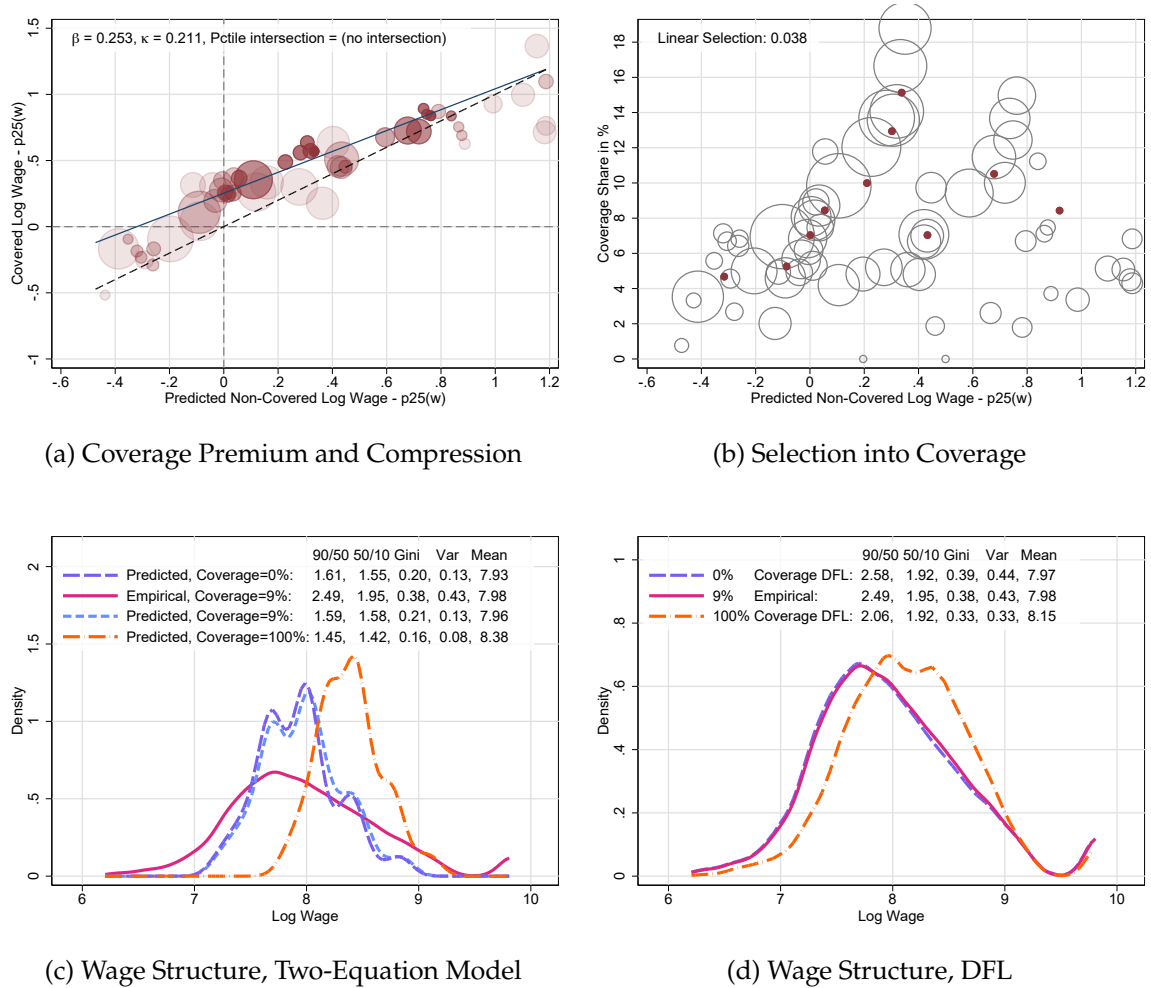 β = 0.253, κ = 0.211, Pctile intersection = (no intersection)
Covered Log Wage - p25(w)
1.5
1
.5
0
-.5
-1
-.6 -.4 -.2 0 .2 .4 .6 .8 1 1.2
Predicted Non-Covered Log Wage - p25(w)
(a) Coverage Premium and Compression
Linear Selection: 0.038
Coverage Share in %
18
16
14
12
10
8
6
4
2
0
-.6 -.4 -.2 0 .2 .4 .6 .8 1 1.2
Predicted Non-Covered Log Wage - p25(w)
(b) Selection into Coverage
90/50 50/10 Gini Var Mean
Predicted, Coverage=0%: 1.61, 1.55, 0.20, 0.13, 7.93
Empirical, Coverage=9%: 2.49, 1.95, 0.38, 0.43, 7.98
Predicted, Coverage=9%: 1.59, 1.58, 0.21, 0.13, 7.96
Predicted, Coverage=100%: 1.45, 1.42, 0.16, 0.08, 8.38
Density
2
1.5
1
.5
0
6 7 8 9 10
Log Wage
(c) Wage Structure, Two-Equation Model
90/50 50/10 Gini Var Mean
0% Coverage DFL: 2.58, 1.92, 0.39, 0.44, 7.97
9% Empirical: 2.49, 1.95, 0.38, 0.43, 7.98
100% Coverage DFL: 2.06, 1.92, 0.33, 0.33, 8.15
Density
1
.8
.6
.4
.2
0
6 7 8 9 10
Log Wage
(d) Wage Structure, DFL